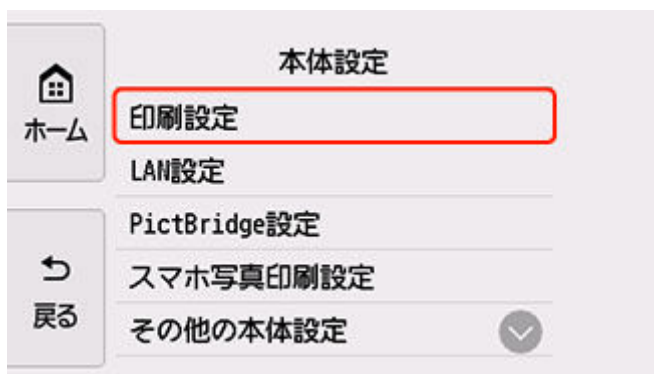 本体設定
ホーム
印刷設定
LAN設定
PictBridge設定
スマホ写真印刷設定
その他の本体設定
戻る